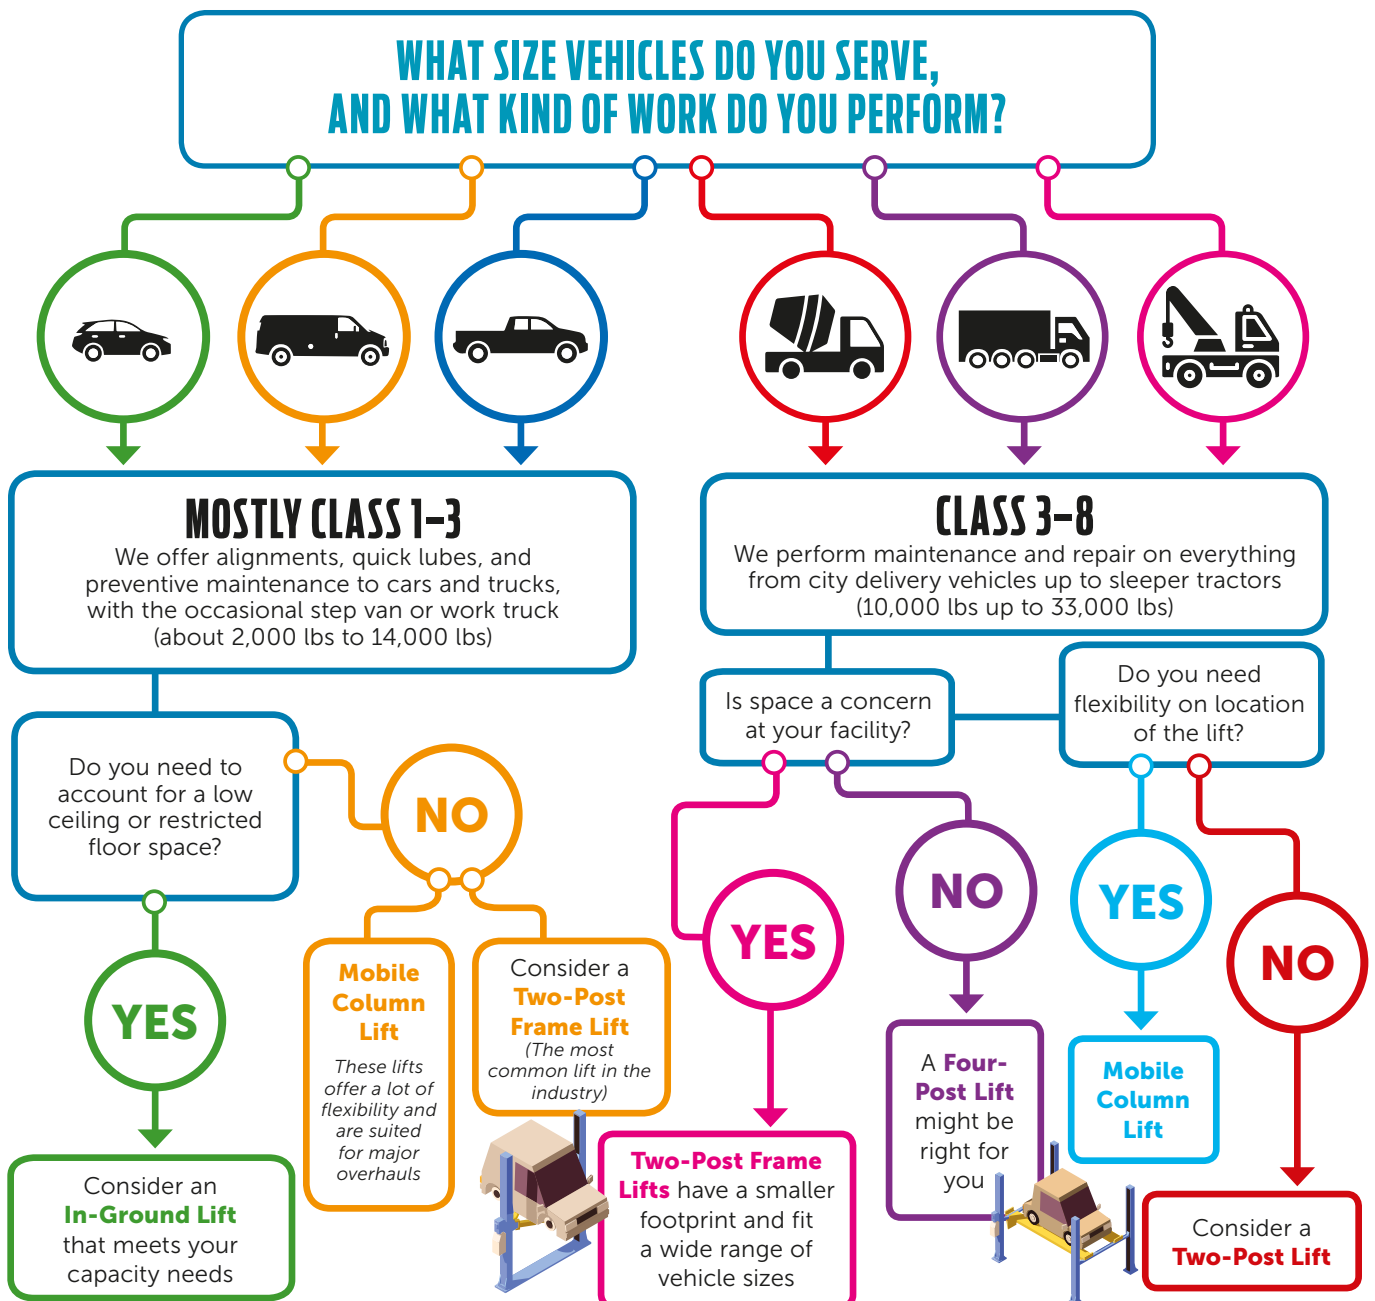 WHAT SIZE VEHICLES DO YOU SERVE,
AND WHAT KIND OF WORK DO YOU PERFORM?
MOSTLY CLASS 1–3
We offer alignments, quick lubes, and
preventive maintenance to cars and trucks,
with the occasional step van or work truck
(about 2,000 lbs to 14,000 lbs)
CLASS 3–8
We perform maintenance and repair on everything
from city delivery vehicles up to sleeper tractors
(10,000 lbs up to 33,000 lbs)
Do you need to
account for a low
ceiling or restricted
floor space?
NO
YES
Mobile
Column
Lift
These lifts
offer a lot of
flexibility and
are suited
for major
overhauls
Consider a
Two-Post
Frame Lift
(The most
common lift in the
industry)
Consider an
In-Ground Lift
that meets your
capacity needs
Is space a concern
at your facility?
Do you need
flexibility on location
of the lift?
YES
NO
YES
NO
Two-Post Frame
Lifts have a smaller
footprint and fit
a wide range of
vehicle sizes
A Four-
Post Lift
might be
right for
you
Mobile
Column
Lift
Consider a
Two-Post Lift